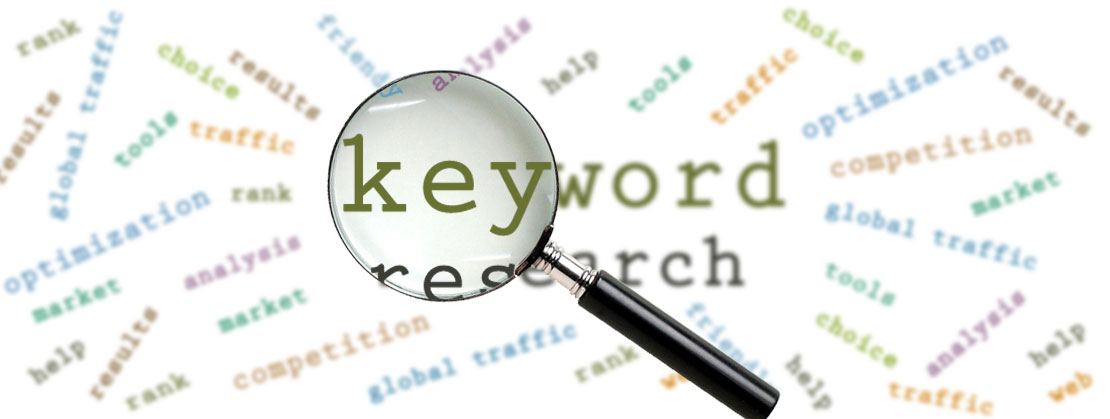 rank
global traffic
choice
results
friendly
analysis
help
tools
traffic
choice
optimization
results
results
tools
traffic
competition
keyword
rank
market
optimization
analysis
global traffic
research
market
market
tools
help
results
competition
global traffic
rank
friendly
choice
analysis
help
rank
we
help
traffic
web